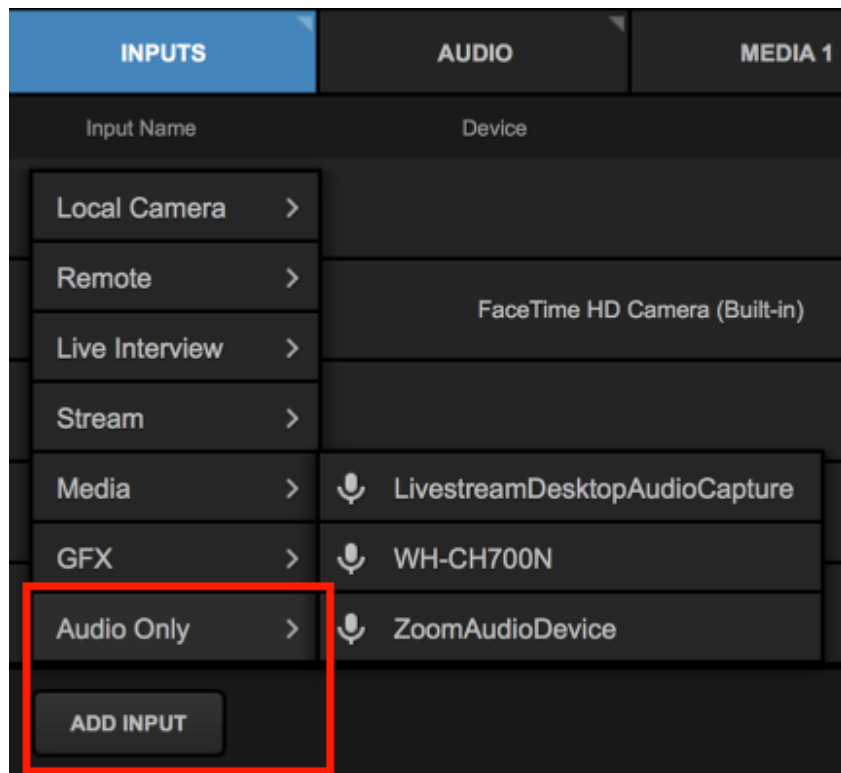 INPUTS
AUDIO
MEDIA 1
Input Name
Device
Local Camera
Remote
FaceTime HD Camera (Built-in)
Live Interview
Stream
Media
LivestreamDesktopAudioCapture
GFX
WH-CH700N
Audio Only
ZoomAudioDevice
ADD INPUT